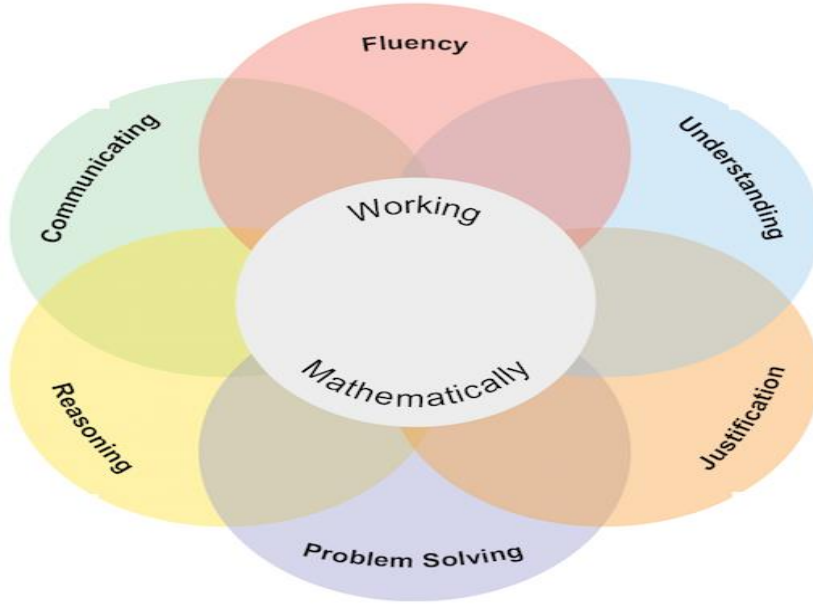 Fluency
Communicating
Understanding
Working
Mathematically
Reasoning
Justification
Problem Solving